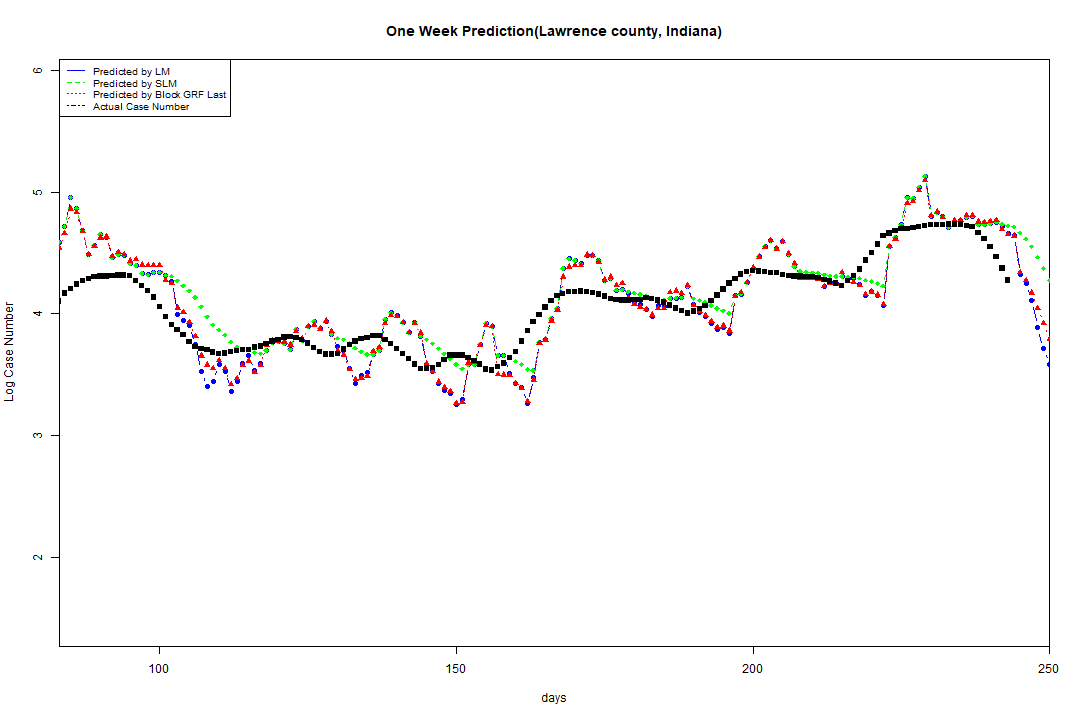 One Week Prediction(Lawrence county, Indiana)
Predicted by LM
Predicted by SLM
Predicted by Block GRF Last
Actual Case Number
6
5
4
3
2
Log Case Number
100
150
200
250
days